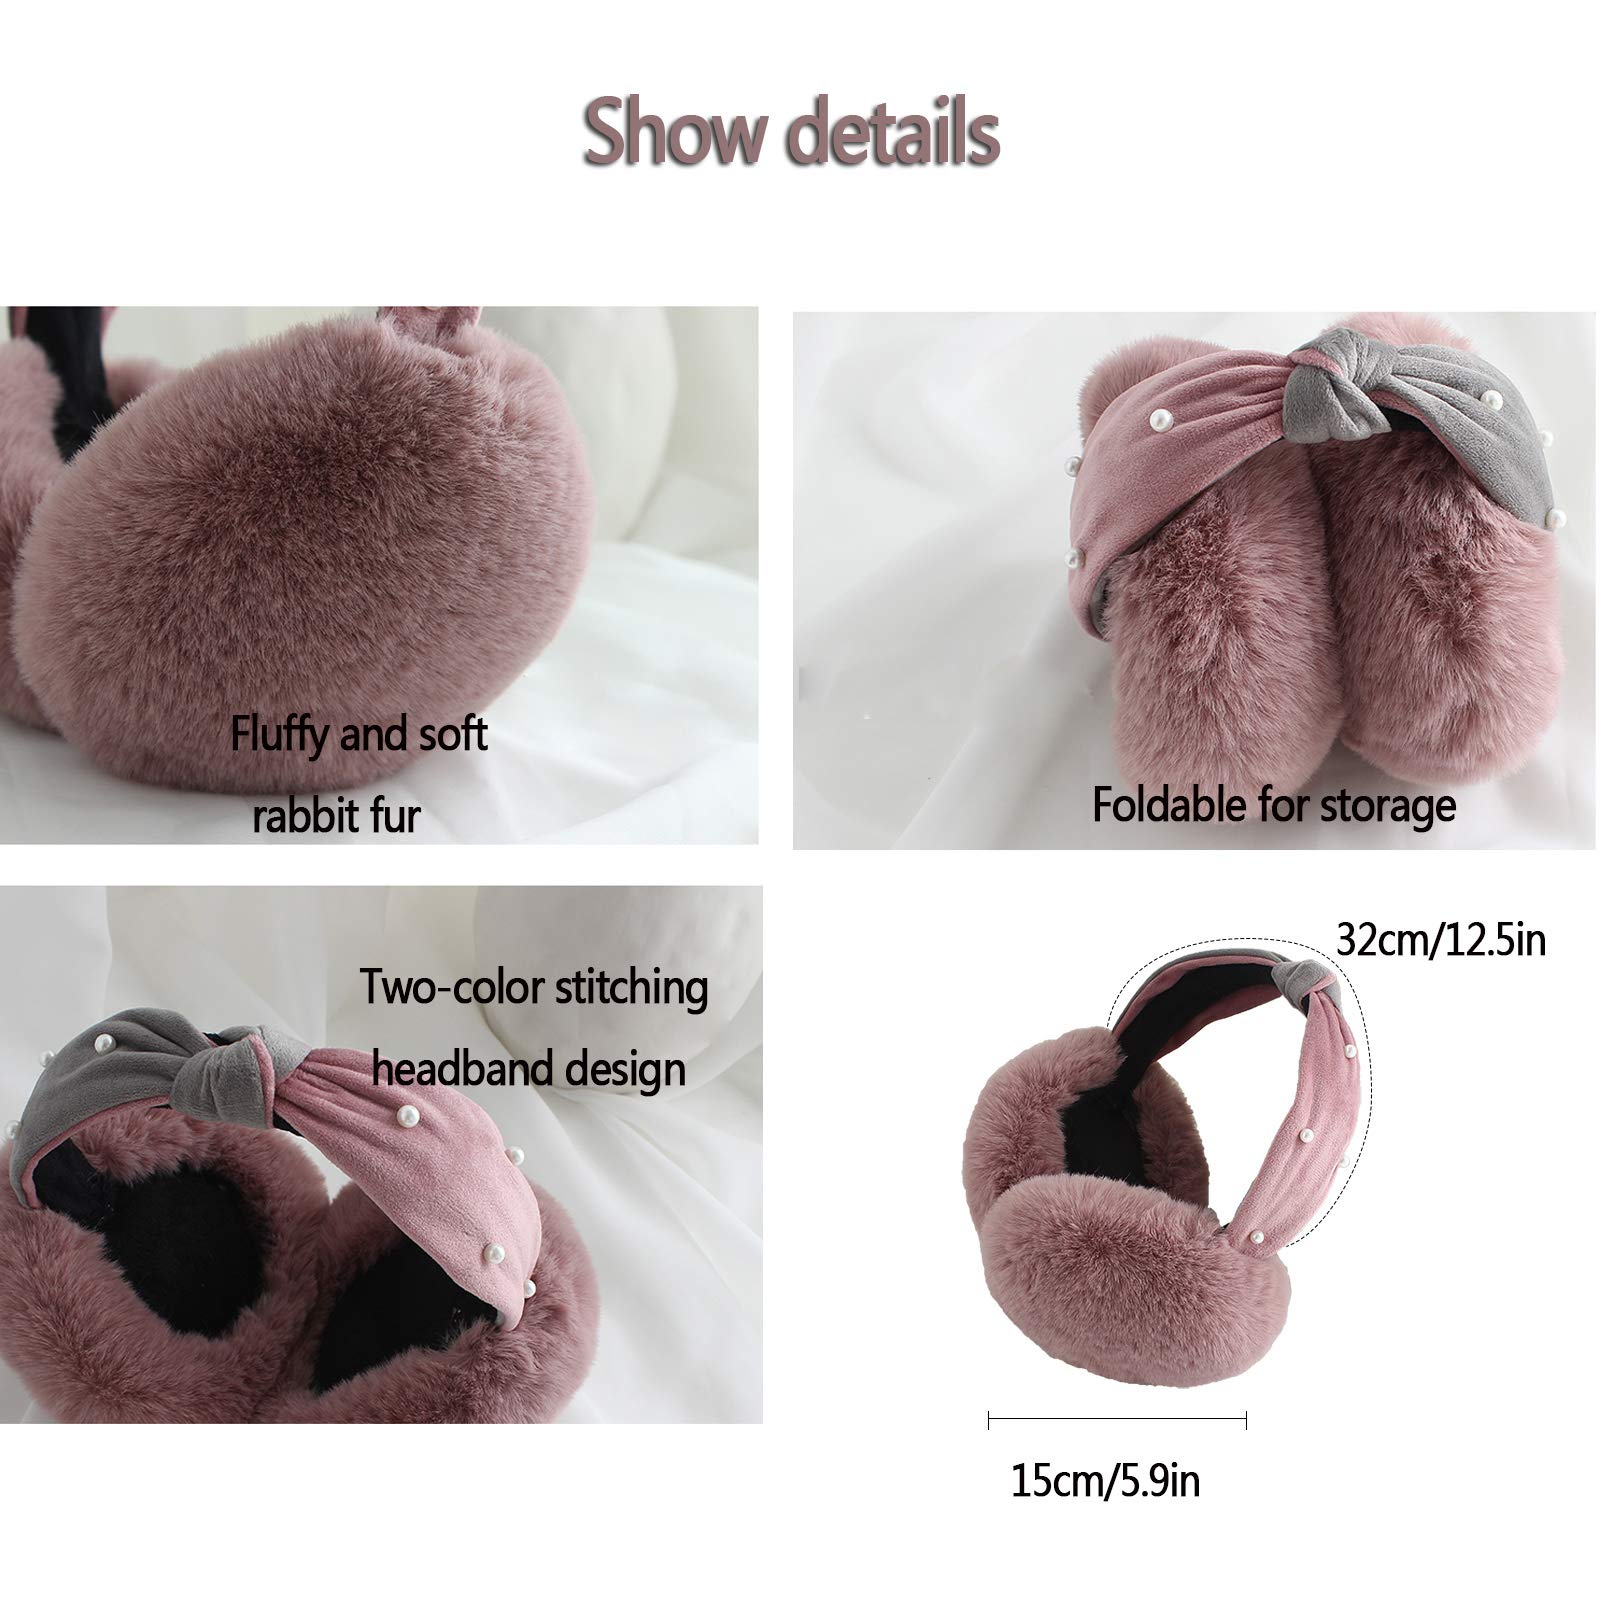 Show details
Fluffy and soft
rabbit fur
Foldable for storage
Two-color stitching
headband design
32cm/12.5in
15cm/5.9in